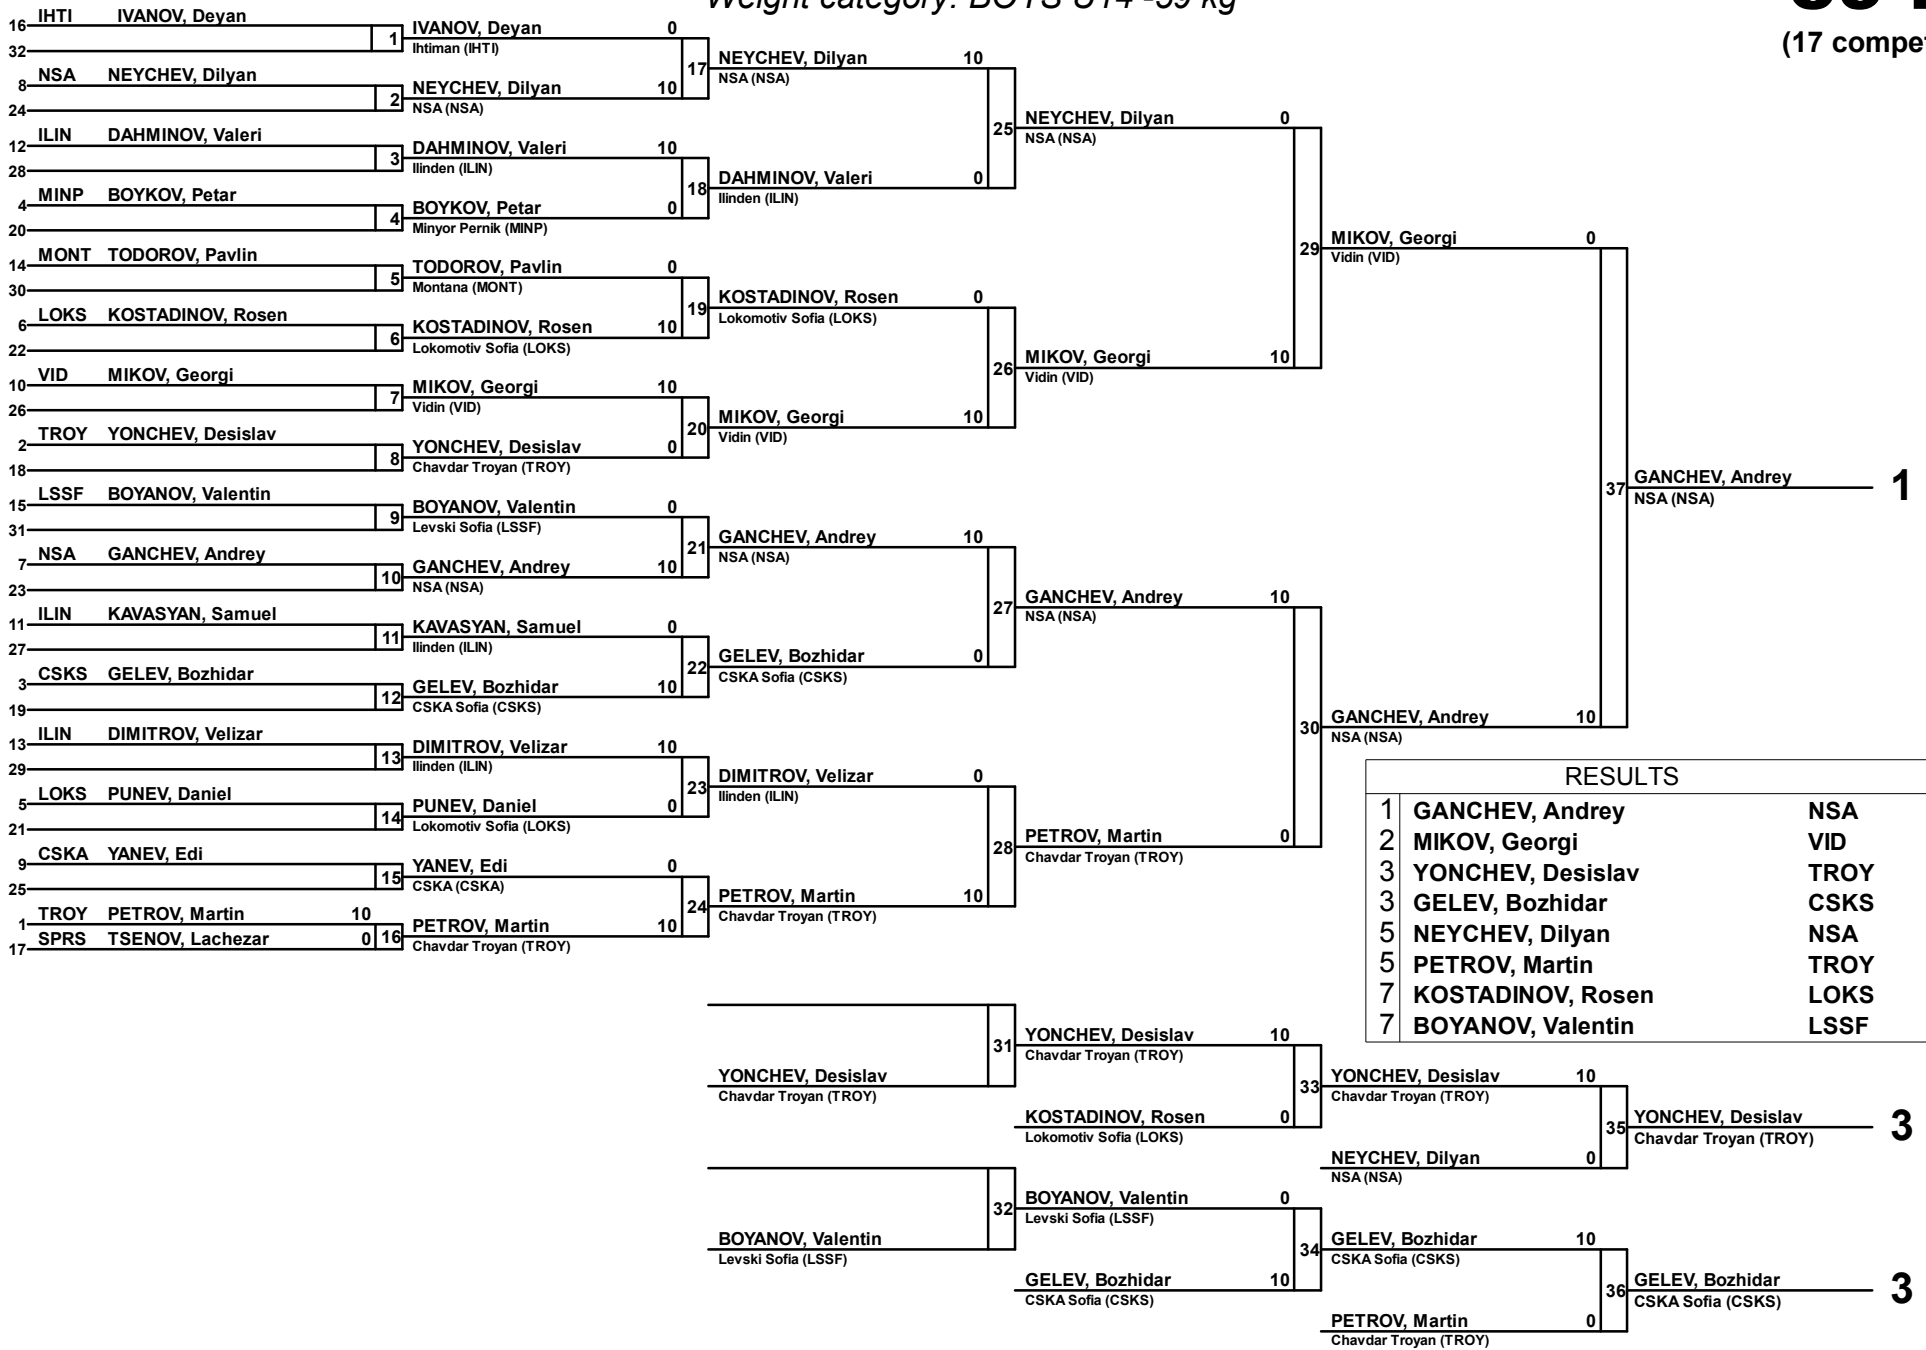 Weight category: BOYS U14 -55 kg
(17 compe
16 IHTI IVANOV, Deyan
32
1 IVANOV, Deyan 0
Ihtiman (IHTI)
8 NSA NEYCHEV, Dilyan
24
2 NEYCHEV, Dilyan 10
NSA (NSA)
12 ILIN DAHMINOV, Valeri
28
3 DAHMINOV, Valeri 10
Ilinden (ILIN)
4 MINP BOYKOV, Petar
20
4 BOYKOV, Petar 0
Minyor Pernik (MINP)
14 MONT TODOROV, Pavlin
30
5 TODOROV, Pavlin 0
Montana (MONT)
6 LOKS KOSTADINOV, Rosen
22
6 KOSTADINOV, Rosen 10
Lokomotiv Sofia (LOKS)
10 VID MIKOV, Georgi
26
7 MIKOV, Georgi 10
Vidin (VID)
2 TROY YONCHEV, Desislav
18
8 YONCHEV, Desislav 0
Chavdar Troyan (TROY)
15 LSSF BOYANOV, Valentin
31
9 BOYANOV, Valentin 0
Levski Sofia (LSSF)
7 NSA GANCHEV, Andrey
23
10 GANCHEV, Andrey 10
NSA (NSA)
11 ILIN KAVASYAN, Samuel
27
11 KAVASYAN, Samuel 0
Ilinden (ILIN)
3 CSKS GELEV, Bozhidar
19
12 GELEV, Bozhidar 10
CSKA Sofia (CSKS)
13 ILIN DIMITROV, Velizar
29
13 DIMITROV, Velizar 10
Ilinden (ILIN)
5 LOKS PUNEV, Daniel
21
14 PUNEV, Daniel 0
Lokomotiv Sofia (LOKS)
9 CSKA YANEV, Edi
25
15 YANEV, Edi 0
CSKA (CSKA)
1 TROY PETROV, Martin 10
17 SPRS TSENOV, Lachezar 0
16 PETROV, Martin 10
Chavdar Troyan (TROY)
17 NEYCHEV, Dilyan 10
NSA (NSA)
18 DAHMINOV, Valeri 0
Ilinden (ILIN)
19 KOSTADINOV, Rosen 0
Lokomotiv Sofia (LOKS)
20 MIKOV, Georgi 10
Vidin (VID)
21 GANCHEV, Andrey 10
NSA (NSA)
22 GELEV, Bozhidar 0
CSKA Sofia (CSKS)
23 DIMITROV, Velizar 0
Ilinden (ILIN)
24 PETROV, Martin 10
Chavdar Troyan (TROY)
25 NEYCHEV, Dilyan 0
NSA (NSA)
26 MIKOV, Georgi 10
Vidin (VID)
27 GANCHEV, Andrey 10
NSA (NSA)
28 PETROV, Martin 0
Chavdar Troyan (TROY)
29 MIKOV, Georgi 0
Vidin (VID)
30 GANCHEV, Andrey 10
NSA (NSA)
37 GANCHEV, Andrey 1
NSA (NSA)
RESULTS
1 GANCHEV, Andrey NSA
2 MIKOV, Georgi VID
3 YONCHEV, Desislav TROY
3 GELEV, Bozhidar CSKS
5 NEYCHEV, Dilyan NSA
5 PETROV, Martin TROY
7 KOSTADINOV, Rosen LOKS
7 BOYANOV, Valentin LSSF
YONCHEV, Desislav
Chavdar Troyan (TROY)
31 YONCHEV, Desislav 10
Chavdar Troyan (TROY)
KOSTADINOV, Rosen 0
Lokomotiv Sofia (LOKS)
33 YONCHEV, Desislav 10
Chavdar Troyan (TROY)
NEYCHEV, Dilyan 0
NSA (NSA)
35 YONCHEV, Desislav 3
Chavdar Troyan (TROY)
BOYANOV, Valentin
Levski Sofia (LSSF)
32 BOYANOV, Valentin 0
Levski Sofia (LSSF)
GELEV, Bozhidar 10
CSKA Sofia (CSKS)
34 GELEV, Bozhidar 10
CSKA Sofia (CSKS)
PETROV, Martin 0
Chavdar Troyan (TROY)
36 GELEV, Bozhidar 3
CSKA Sofia (CSKS)